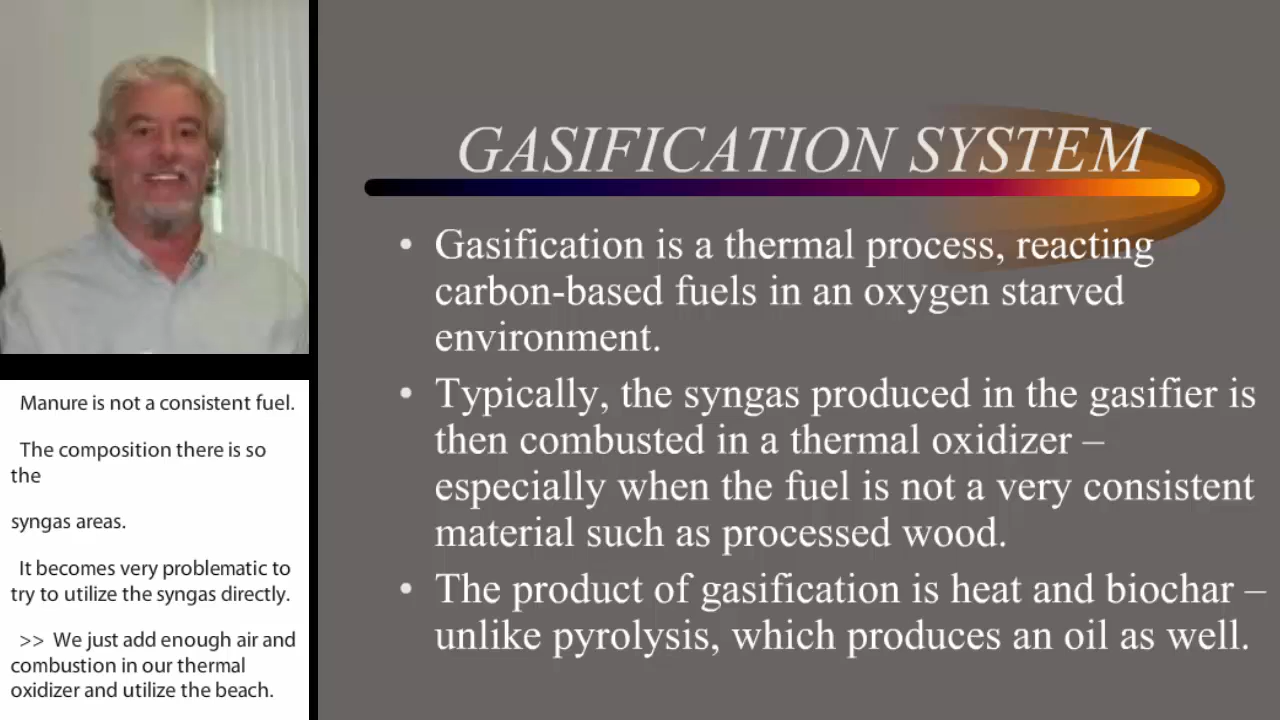 GASIFICATION SYSTEM
• Gasification is a thermal process, reacting
carbon-based fuels in an oxygen starved
environment.
• Typically, the syngas produced in the gasifier is
then combusted in a thermal oxidizer –
especially when the fuel is not a very consistent
material such as processed wood.
• The product of gasification is heat and biochar –
unlike pyrolysis, which produces an oil as well.
Manure is not a consistent fuel.
The composition there is so
the
syngas areas.
It becomes very problematic to
try to utilize the syngas directly.
>> We just add enough air and
combustion in our thermal
oxidizer and utilize the beach.